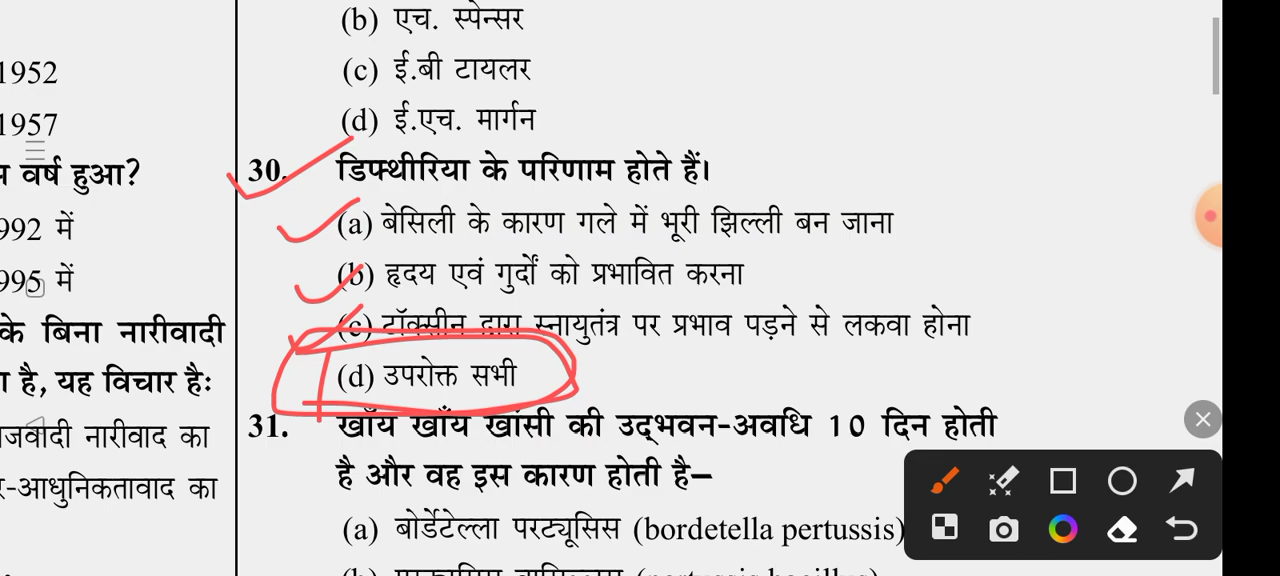 1952
1957
वर्ष हुआ?
992 में
995 में
के बिना नारीवादी
है, यह विचार है:
जवादी नारीवाद का
र-आधुनिकतावाद का
(b) एच. स्पेन्सर
(c) ई.बी टायलर
(d) ई.एच. मार्गन
30. डिफ्थीरिया के परिणाम होते हैं।
(a) बेसिली के कारण गले में भूरी झिल्ली बन जाना
(b) हृदय एवं गुर्दों को प्रभावित करना
(c) टॉक्सीन द्वारा स्नायुतंत्र पर प्रभाव पड़ने से लकवा होना
(d) उपरोक्त सभी
31. खाँय खाँय खांसी की उद्भवन-अवधि 10 दिन होती
है और वह इस कारण होती है–
(a) बोर्डेटेल्ला परट्यूसिस (bordetella pertussis)